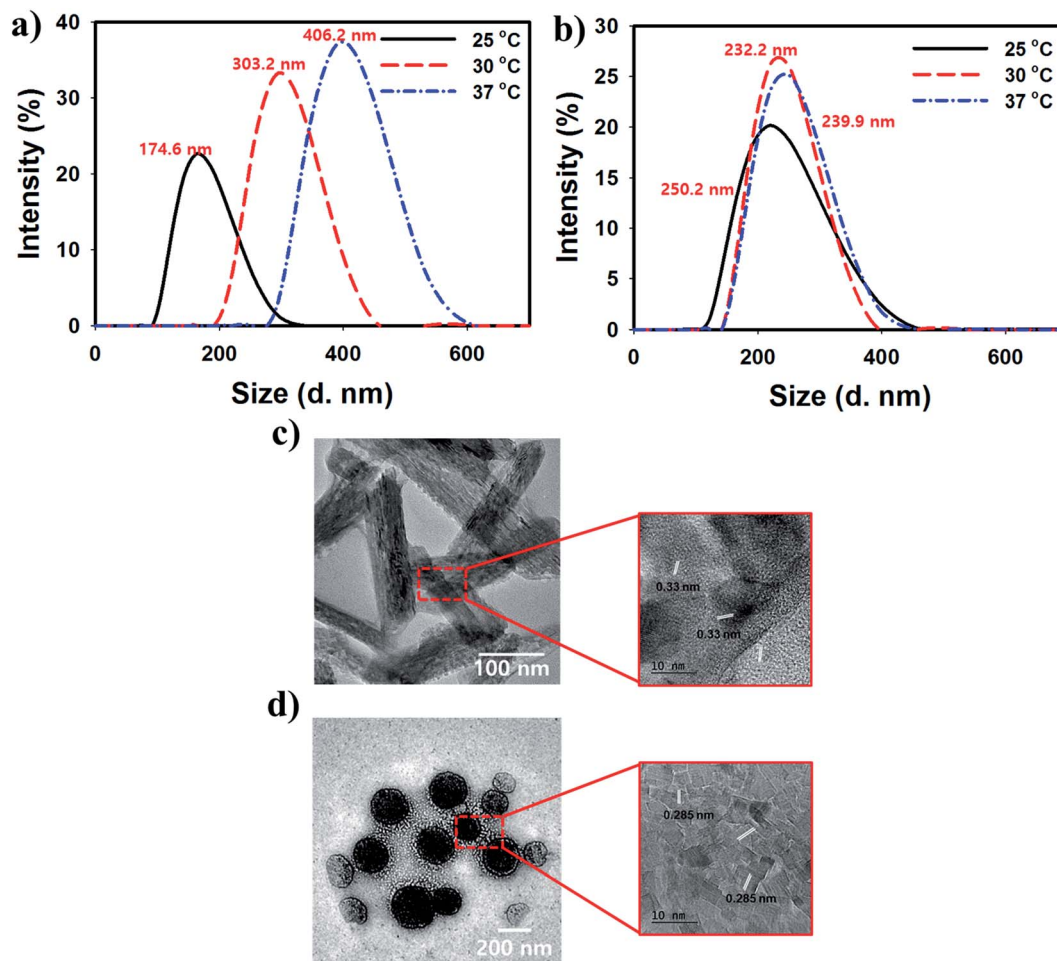 a)
40
30
20
10
0
Intensity (%)
174.6 nm
303.2 nm
406.2 nm
25 °C
30 °C
37 °C
0 200 400 600
Size (d. nm)
b)
30
25
20
15
10
5
0
Intensity (%)
250.2 nm
232.2 nm
239.9 nm
25 °C
30 °C
37 °C
0 200 400 600
Size (d. nm)
c)
100 nm
0.33 nm
0.33 nm
10 nm
d)
200 nm
0.285 nm
0.285 nm
10 nm